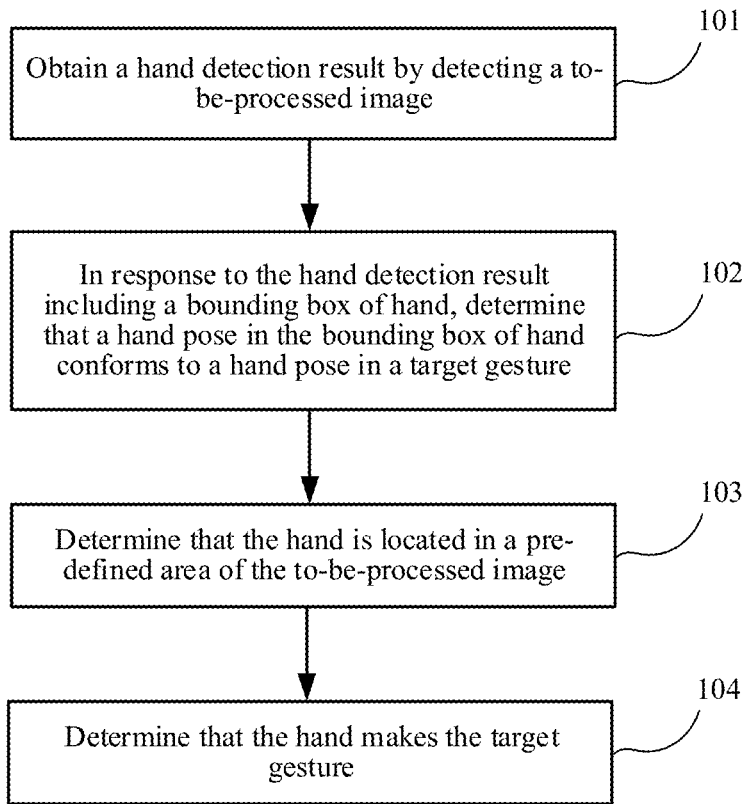 101
Obtain a hand detection result by detecting a to-
be-processed image
In response to the hand detection result
including a bounding box of hand, determine
that a hand pose in the bounding box of hand
conforms to a hand pose in a target gesture
102
Determine that the hand is located in a pre-
defined area of the to-be-processed image
103
Determine that the hand makes the target
gesture
104